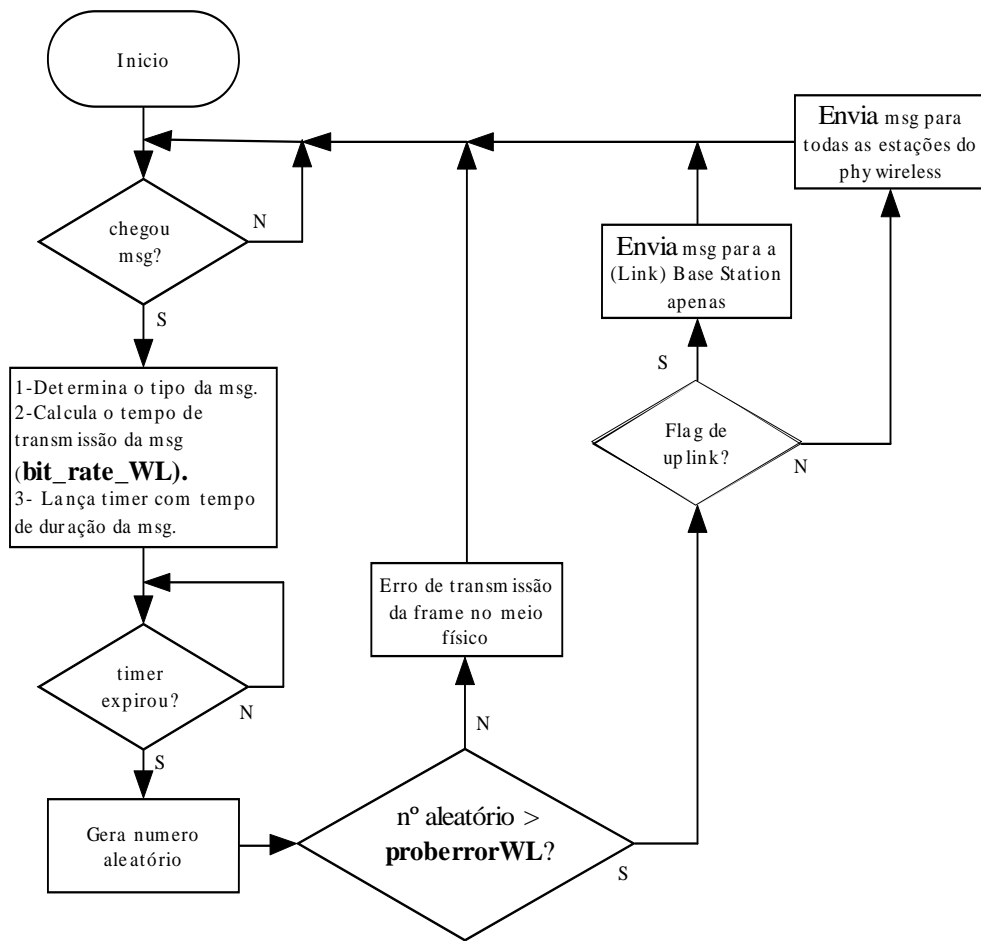 Inicio
Envia msg para
todas as estações do
phy wireless
chegou
msg?
N
Envia msg para a
(Link) Base Station
apenas
S
S
1-Determina o tipo da msg.
2-Calcula o tempo de
transmissão da msg
(bit_rate_WL).
3- Lança timer com tempo
de duração da msg.
Flag de
uplink?
N
Erro de transmissão
da frame no meio
físico
timer
expirou?
N
N
S
Gera numero
aleatório
nº aleatório >
proberrorWL?
S